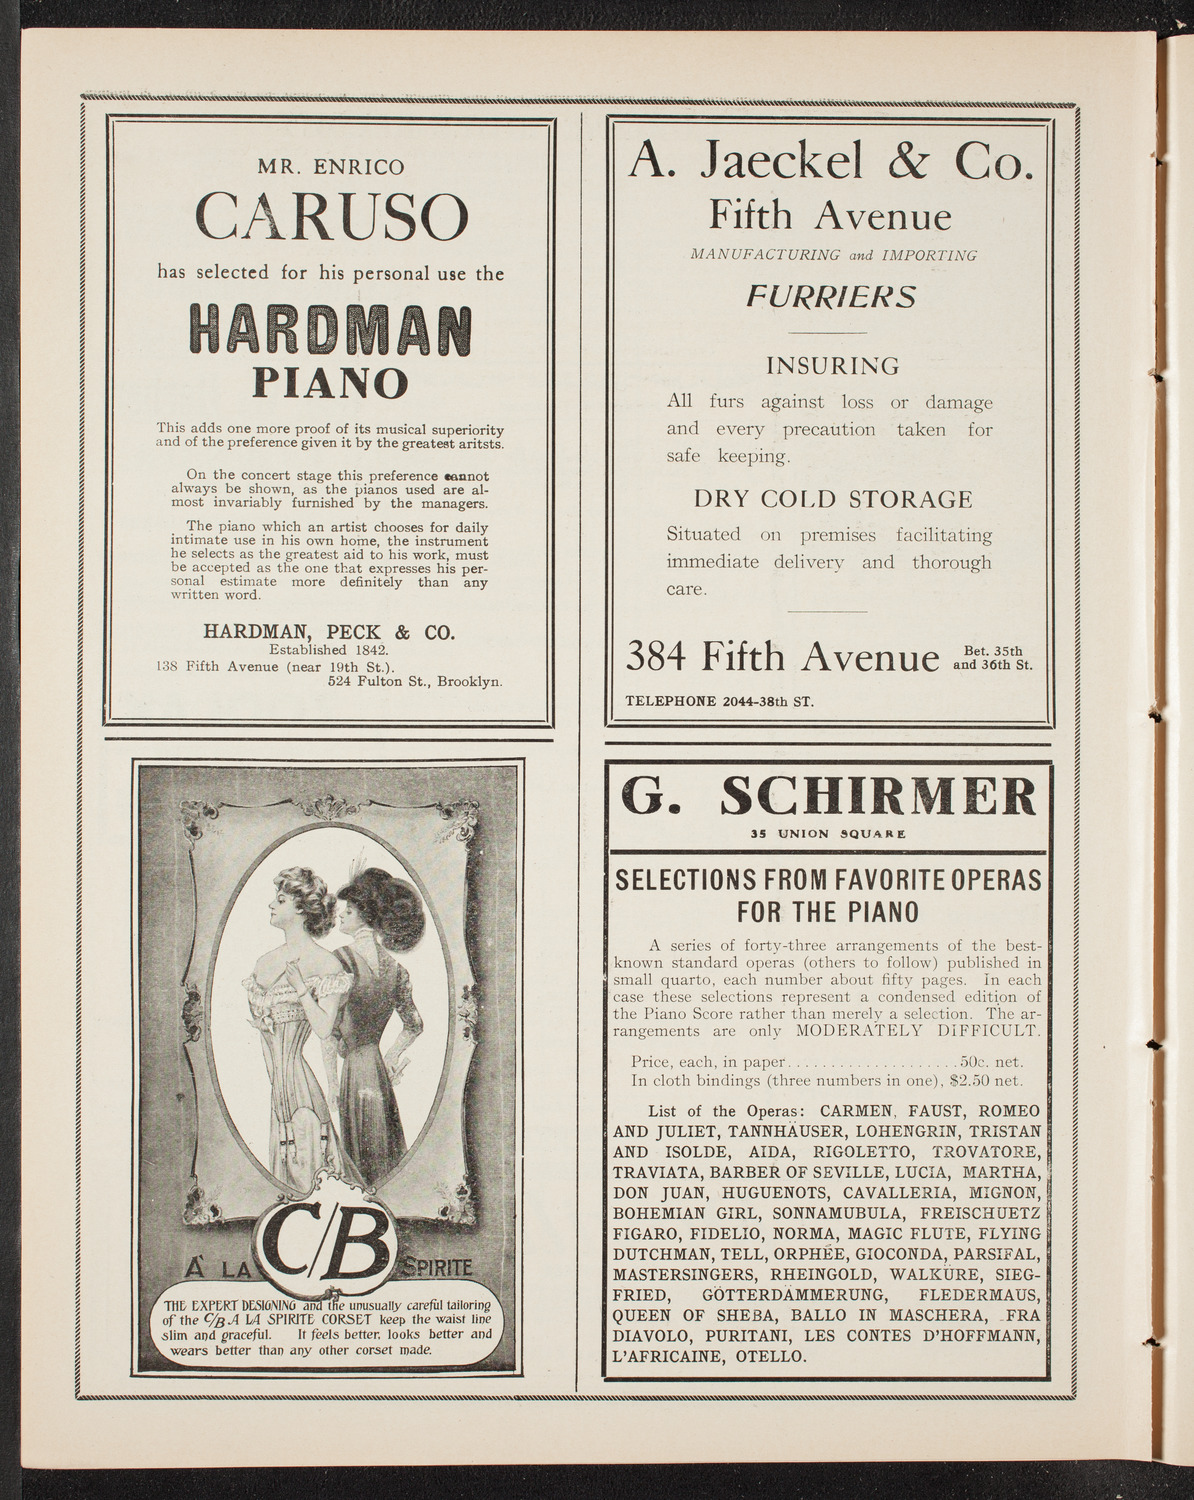 MR. ENRICO
CARUSO
has selected for his personal use the
HARDMAN
PIANO
This adds one more proof of its musical superiority
and of the preference given it by the greatest aritsts.
On the concert stage this preference cannot
always be shown, as the pianos used are al-
most invariably furnished by the managers.
The piano which an artist chooses for daily
intimate use in his own home, the instrument
he selects as the greatest aid to his work, must
be accepted as the one that expresses his per-
sonal estimate more definitely than any
written word.
HARDMAN, PECK & CO.
Established 1842.
138 Fifth Avenue (near 19th St.).
524 Fulton St., Brooklyn.
C/B
À LA SPIRITE
THE EXPERT DESIGNING and the unusually careful tailoring
of the C/B A LA SPIRITE CORSET keep the waist line
slim and graceful. It feels better, looks better and
wears better than any other corset made.
A. Jaeckel & Co.
Fifth Avenue
MANUFACTURING and IMPORTING
FURRIERS
INSURING
All furs against loss or damage
and every precaution taken for
safe keeping.
DRY COLD STORAGE
Situated on premises facilitating
immediate delivery and thorough
care.
384 Fifth Avenue Bet. 35th
and 36th St.
TELEPHONE 2044-38th ST.
G. SCHIRMER
35 UNION SQUARE
SELECTIONS FROM FAVORITE OPERAS
FOR THE PIANO
A series of forty-three arrangements of the best-
known standard operas (others to follow) published in
small quarto, each number about fifty pages. In each
case these selections represent a condensed edition of
the Piano Score rather than merely a selection. The ar-
rangements are only MODERATELY DIFFICULT.
Price, each, in paper....................50c. net.
In cloth bindings (three numbers in one), $2.50 net.
List of the Operas: CARMEN, FAUST, ROMEO
AND JULIET, TANNHÄUSER, LOHENGRIN, TRISTAN
AND ISOLDE, AIDA, RIGOLETTO, TROVATORE,
TRAVIATA, BARBER OF SEVILLE, LUCIA, MARTHA,
DON JUAN, HUGUENOTS, CAVALLERIA, MIGNON,
BOHEMIAN GIRL, SONNAMUBULA, FREISCHUETZ
FIGARO, FIDELIO, NORMA, MAGIC FLUTE, FLYING
DUTCHMAN, TELL, ORPHÉE, GIOCONDA, PARSIFAL,
MASTERSINGERS, RHEINGOLD, WALKÜRE, SIEG-
FRIED, GÖTTERDÄMMERUNG, FLEDERMAUS,
QUEEN OF SHEBA, BALLO IN MASCHERA, FRA
DIAVOLO, PURITANI, LES CONTES D'HOFFMANN,
L'AFRICAINE, OTELLO.